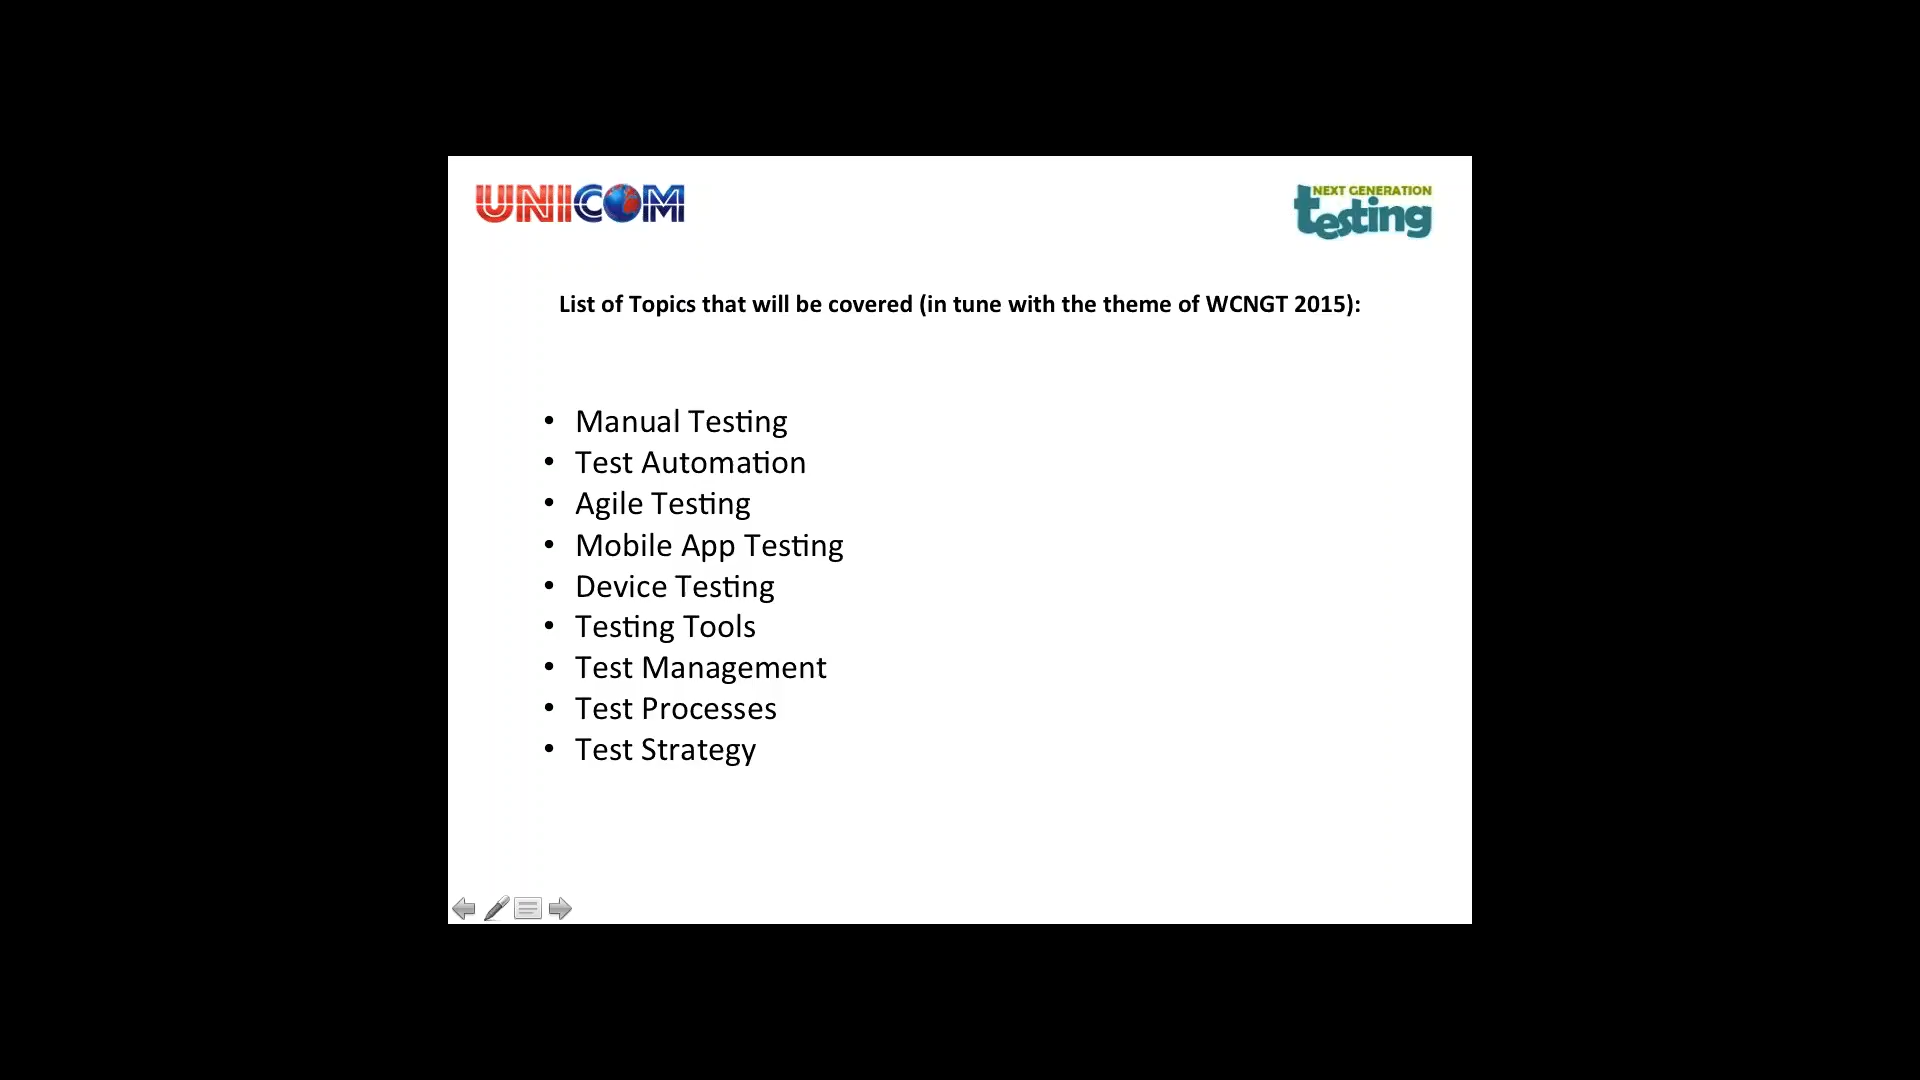 UNICOM
NEXT GENERATION
testing
List of Topics that will be covered (in tune with the theme of WCNGT 2015):
• Manual Testing
• Test Automation
• Agile Testing
• Mobile App Testing
• Device Testing
• Testing Tools
• Test Management
• Test Processes
• Test Strategy